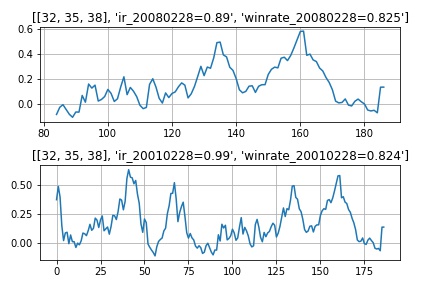 [[32, 35, 38], 'ir_20080228=0.89', 'winrate_20080228=0.825']
0.6
0.4
0.2
0.0
80 100 120 140 160 180
[[32, 35, 38], 'ir_20010228=0.99', 'winrate_20010228=0.824']
0.50
0.25
0.00
0 25 50 75 100 125 150 175